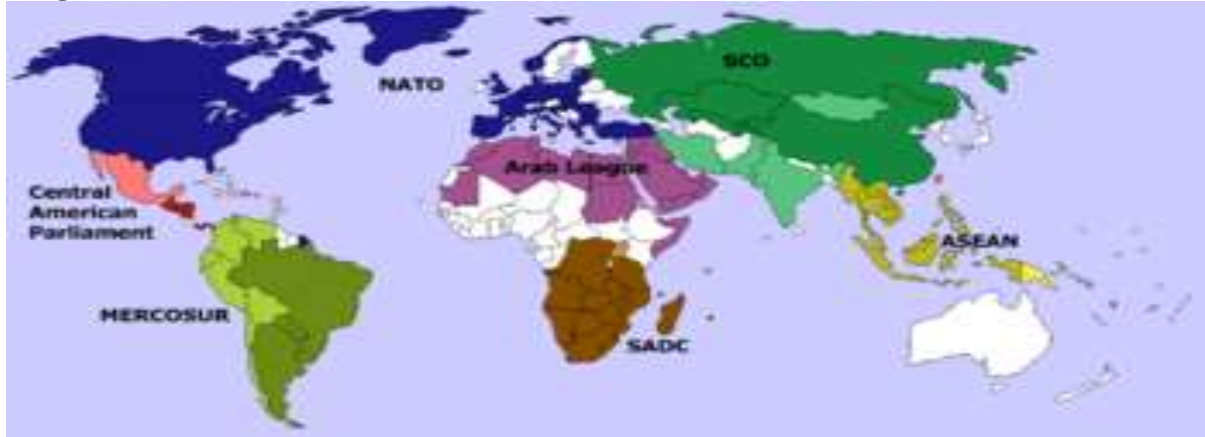 SCO
NATO
Arab League
Central
American
Parliament
ASEAN
MERCOSUR
SADC